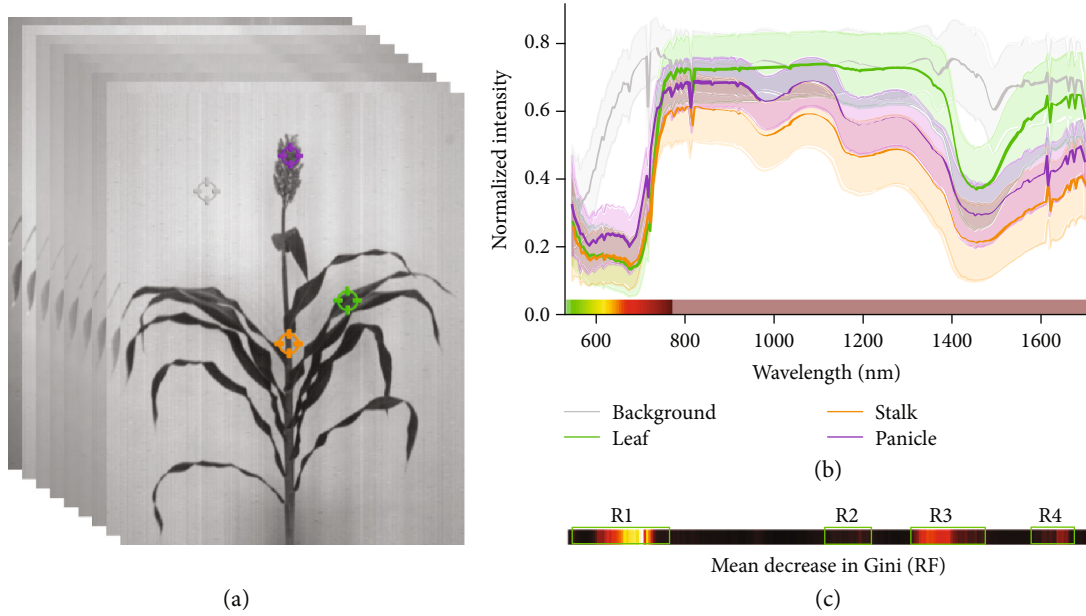 0.8
0.6
0.4
0.2
0.0
Normalized intensity
600 800 1000 1200 1400 1600
Wavelength (nm)
Background
Leaf
Stalk
Panicle
(b)
R1 R2 R3 R4
Mean decrease in Gini (RF)
(a)
(c)